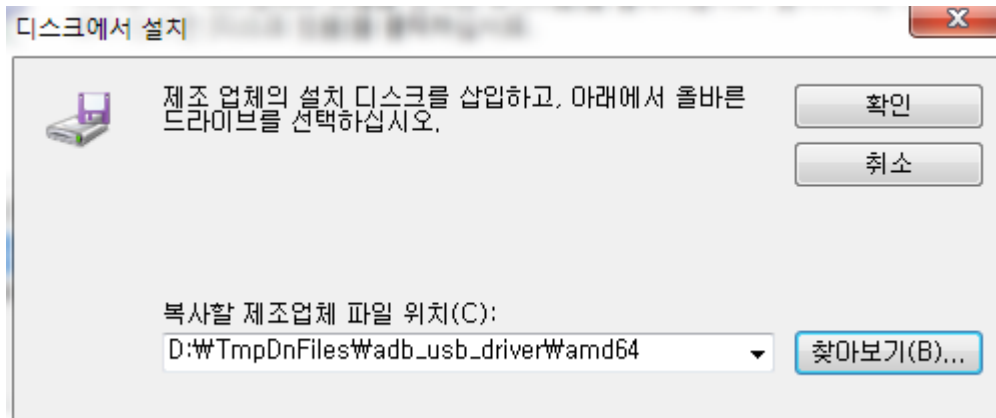 디스크에서 설치
제조 업체의 설치 디스크를 삽입하고, 아래에서 올바른
드라이브를 선택하십시오.
확인
취소
복사할 제조업체 파일 위치(C):
D:₩TmpDnFiles₩adb_usb_driver₩amd64
찾아보기(B)...